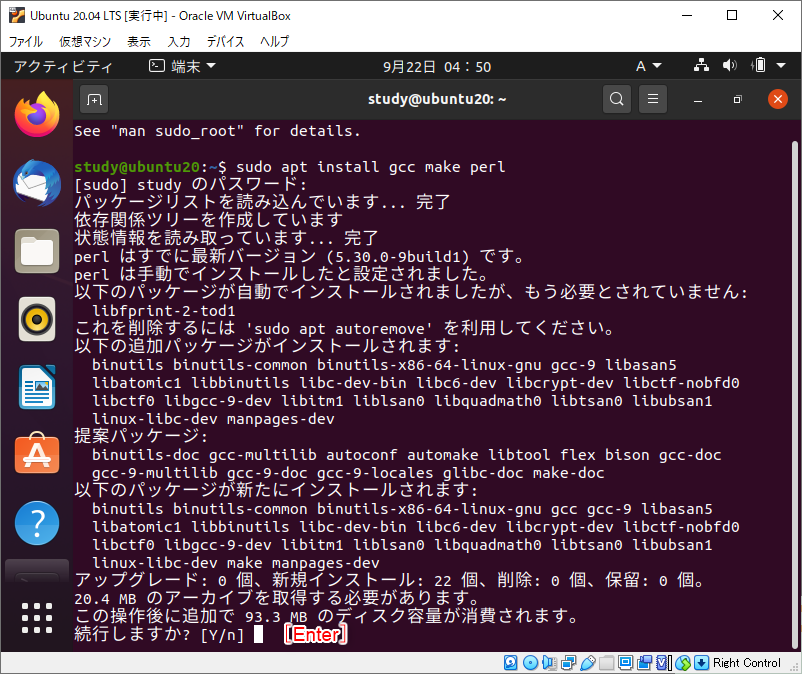 Ubuntu 20.04 LTS [実行中] - Oracle VM VirtualBox
ファイル 仮想マシン 表示 入力 デバイス ヘルプ
アクティビティ 端末 9月22日 04：50 A
study@ubuntu20: ~
See "man sudo_root" for details.
study@ubuntu20:~$ sudo apt install gcc make perl
[sudo] study のパスワード:
パッケージリストを読み込んでいます... 完了
依存関係ツリーを作成しています
状態情報を読み取っています... 完了
perl はすでに最新バージョン (5.30.0-9build1) です。
perl は手動でインストールしたと設定されました。
以下のパッケージが自動でインストールされましたが、もう必要とされていません:
libfprint-2-tod1
これを削除するには 'sudo apt autoremove' を利用してください。
以下の追加パッケージがインストールされます:
binutils binutils-common binutils-x86-64-linux-gnu gcc-9 libasan5
libatomic1 libbinutils libc-dev-bin libc6-dev libcrypt-dev libctf-nobfd0
libctf0 libgcc-9-dev libitm1 liblsan0 libquadmath0 libtsan0 libubsan1
linux-libc-dev manpages-dev
提案パッケージ:
binutils-doc gcc-multilib autoconf automake libtool flex bison gcc-doc
gcc-9-multilib gcc-9-doc gcc-9-locales glibc-doc make-doc
以下のパッケージが新たにインストールされます:
binutils binutils-common binutils-x86-64-linux-gnu gcc gcc-9 libasan5
libatomic1 libbinutils libc-dev-bin libc6-dev libcrypt-dev libctf-nobfd0
libctf0 libgcc-9-dev libitm1 liblsan0 libquadmath0 libtsan0 libubsan1
linux-libc-dev make manpages-dev
アップグレード: 0 個、新規インストール: 22 個、削除: 0 個、保留: 0 個。
20.4 MB のアーカイブを取得する必要があります。
この操作後に追加で 93.3 MB のディスク容量が消費されます。
続行しますか? [Y/n] [Enter]
Right Control